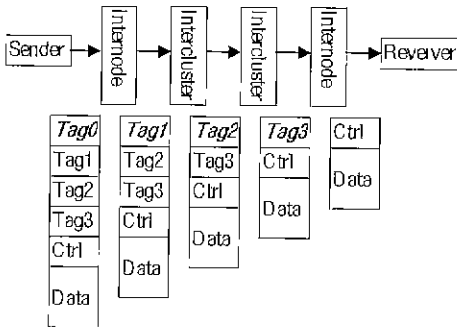 Sender
Internode
Intercluster
Intercluster
Internode
Reveiver
Tag0
Tag1
Tag2
Tag3
Ctrl
Data
Tag1
Tag2
Tag3
Ctrl
Data
Tag2
Tag3
Ctrl
Data
Tag3
Ctrl
Data
Ctrl
Data